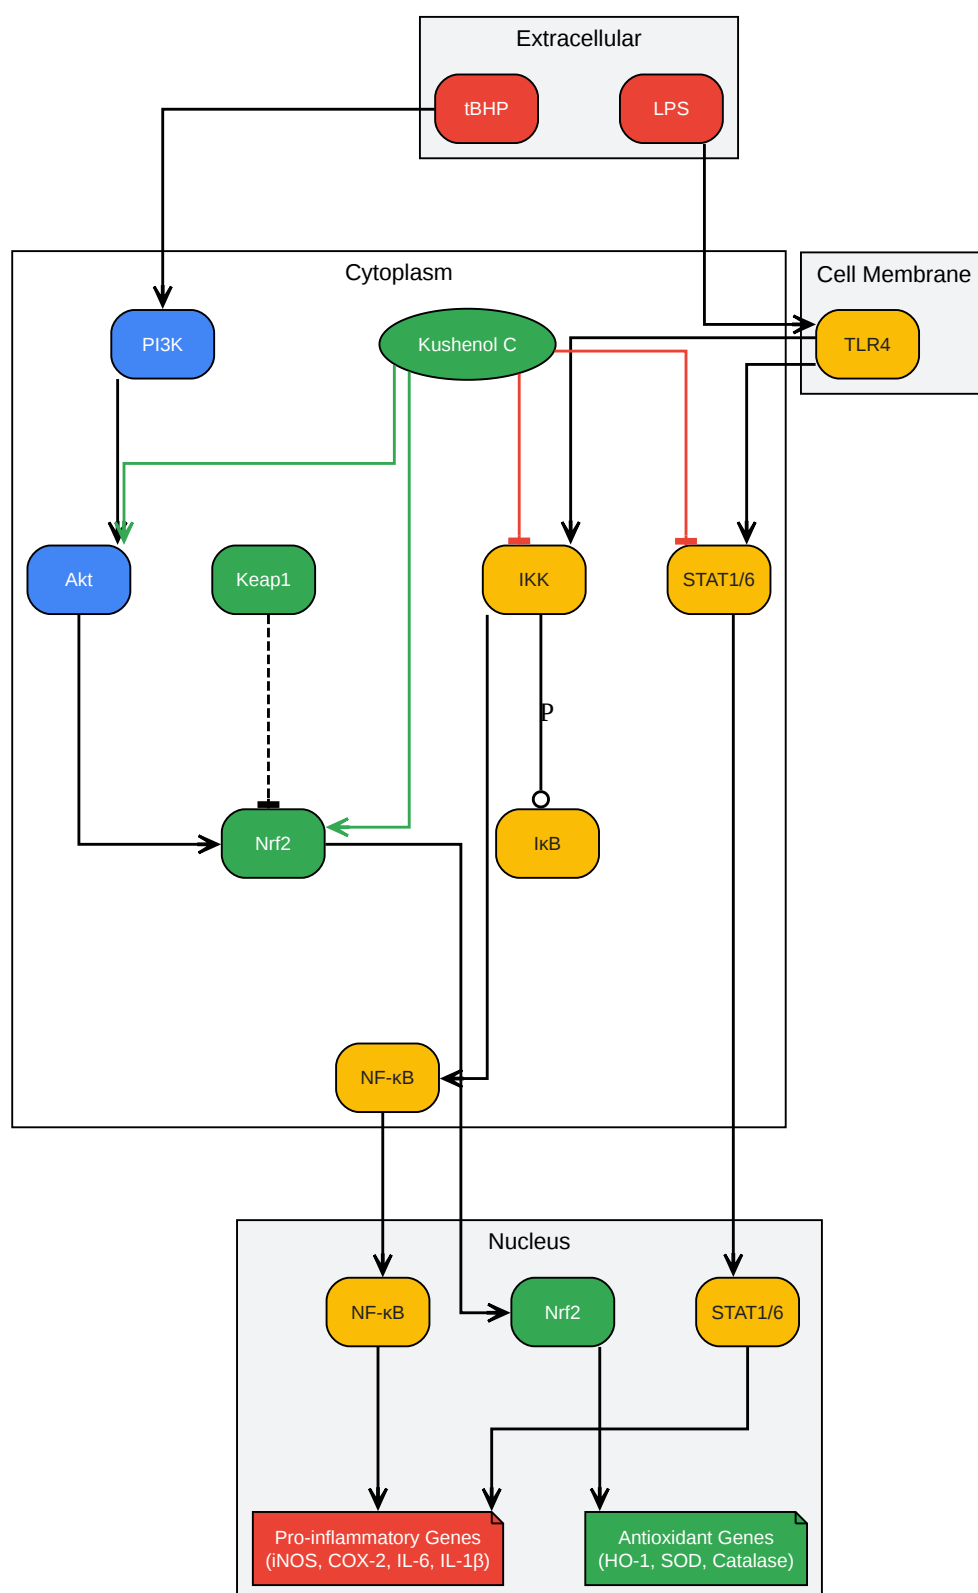 Extracellular
tBHP
LPS
Cytoplasm
Cell Membrane
PI3K
Kushenol C
TLR4
Akt
Keap1
IKK
STAT1/6
P
Nrf2
IκB
NF-κB
Nucleus
NF-κB
Nrf2
STAT1/6
Pro-inflammatory Genes
(iNOS, COX-2, IL-6, IL-1β)
Antioxidant Genes
(HO-1, SOD, Catalase)